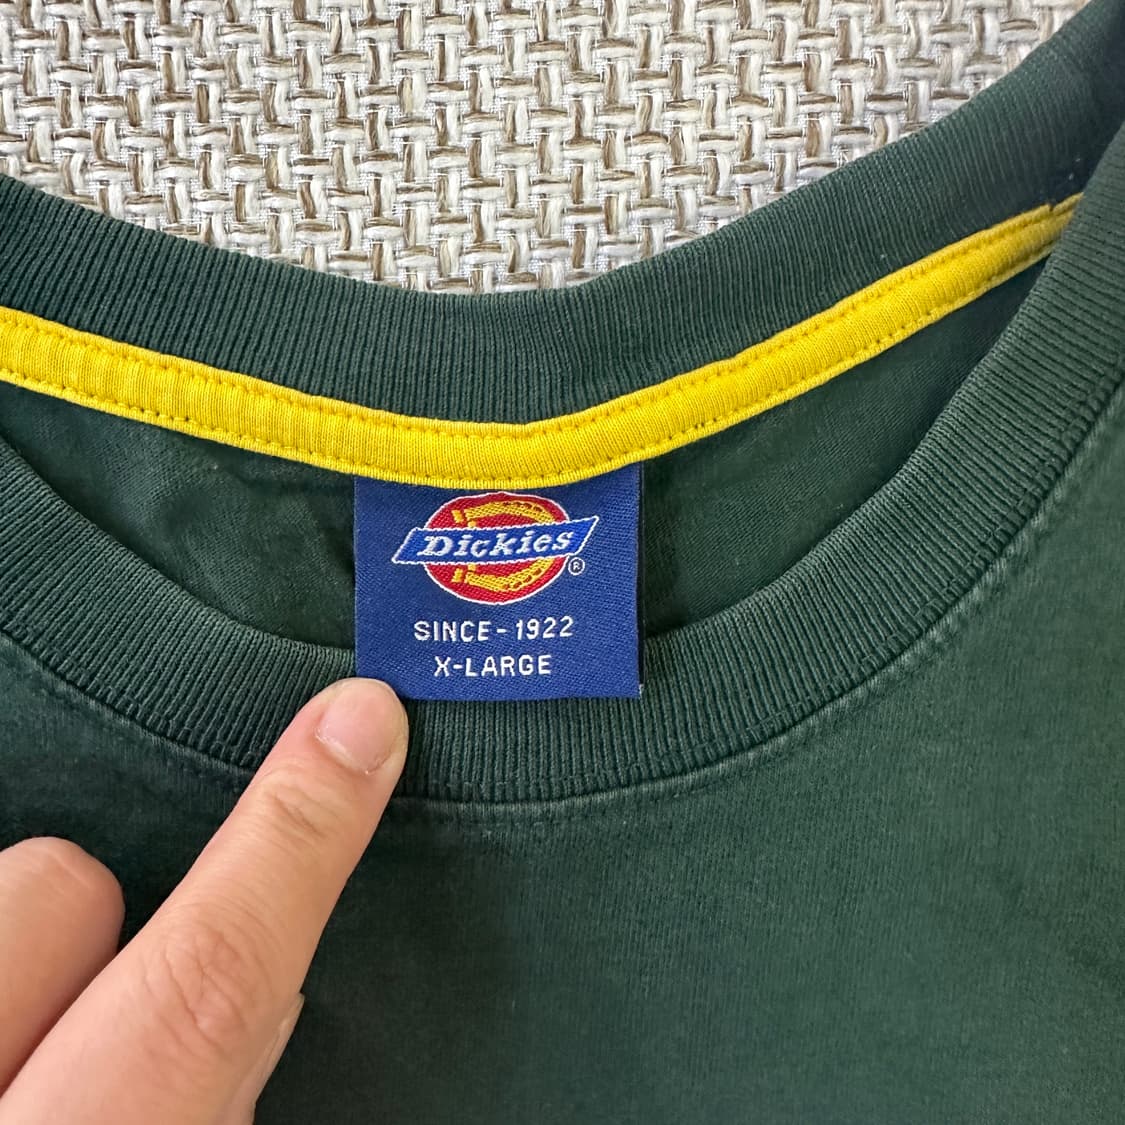 Dickies
®
SINCE - 1922
X-LARGE